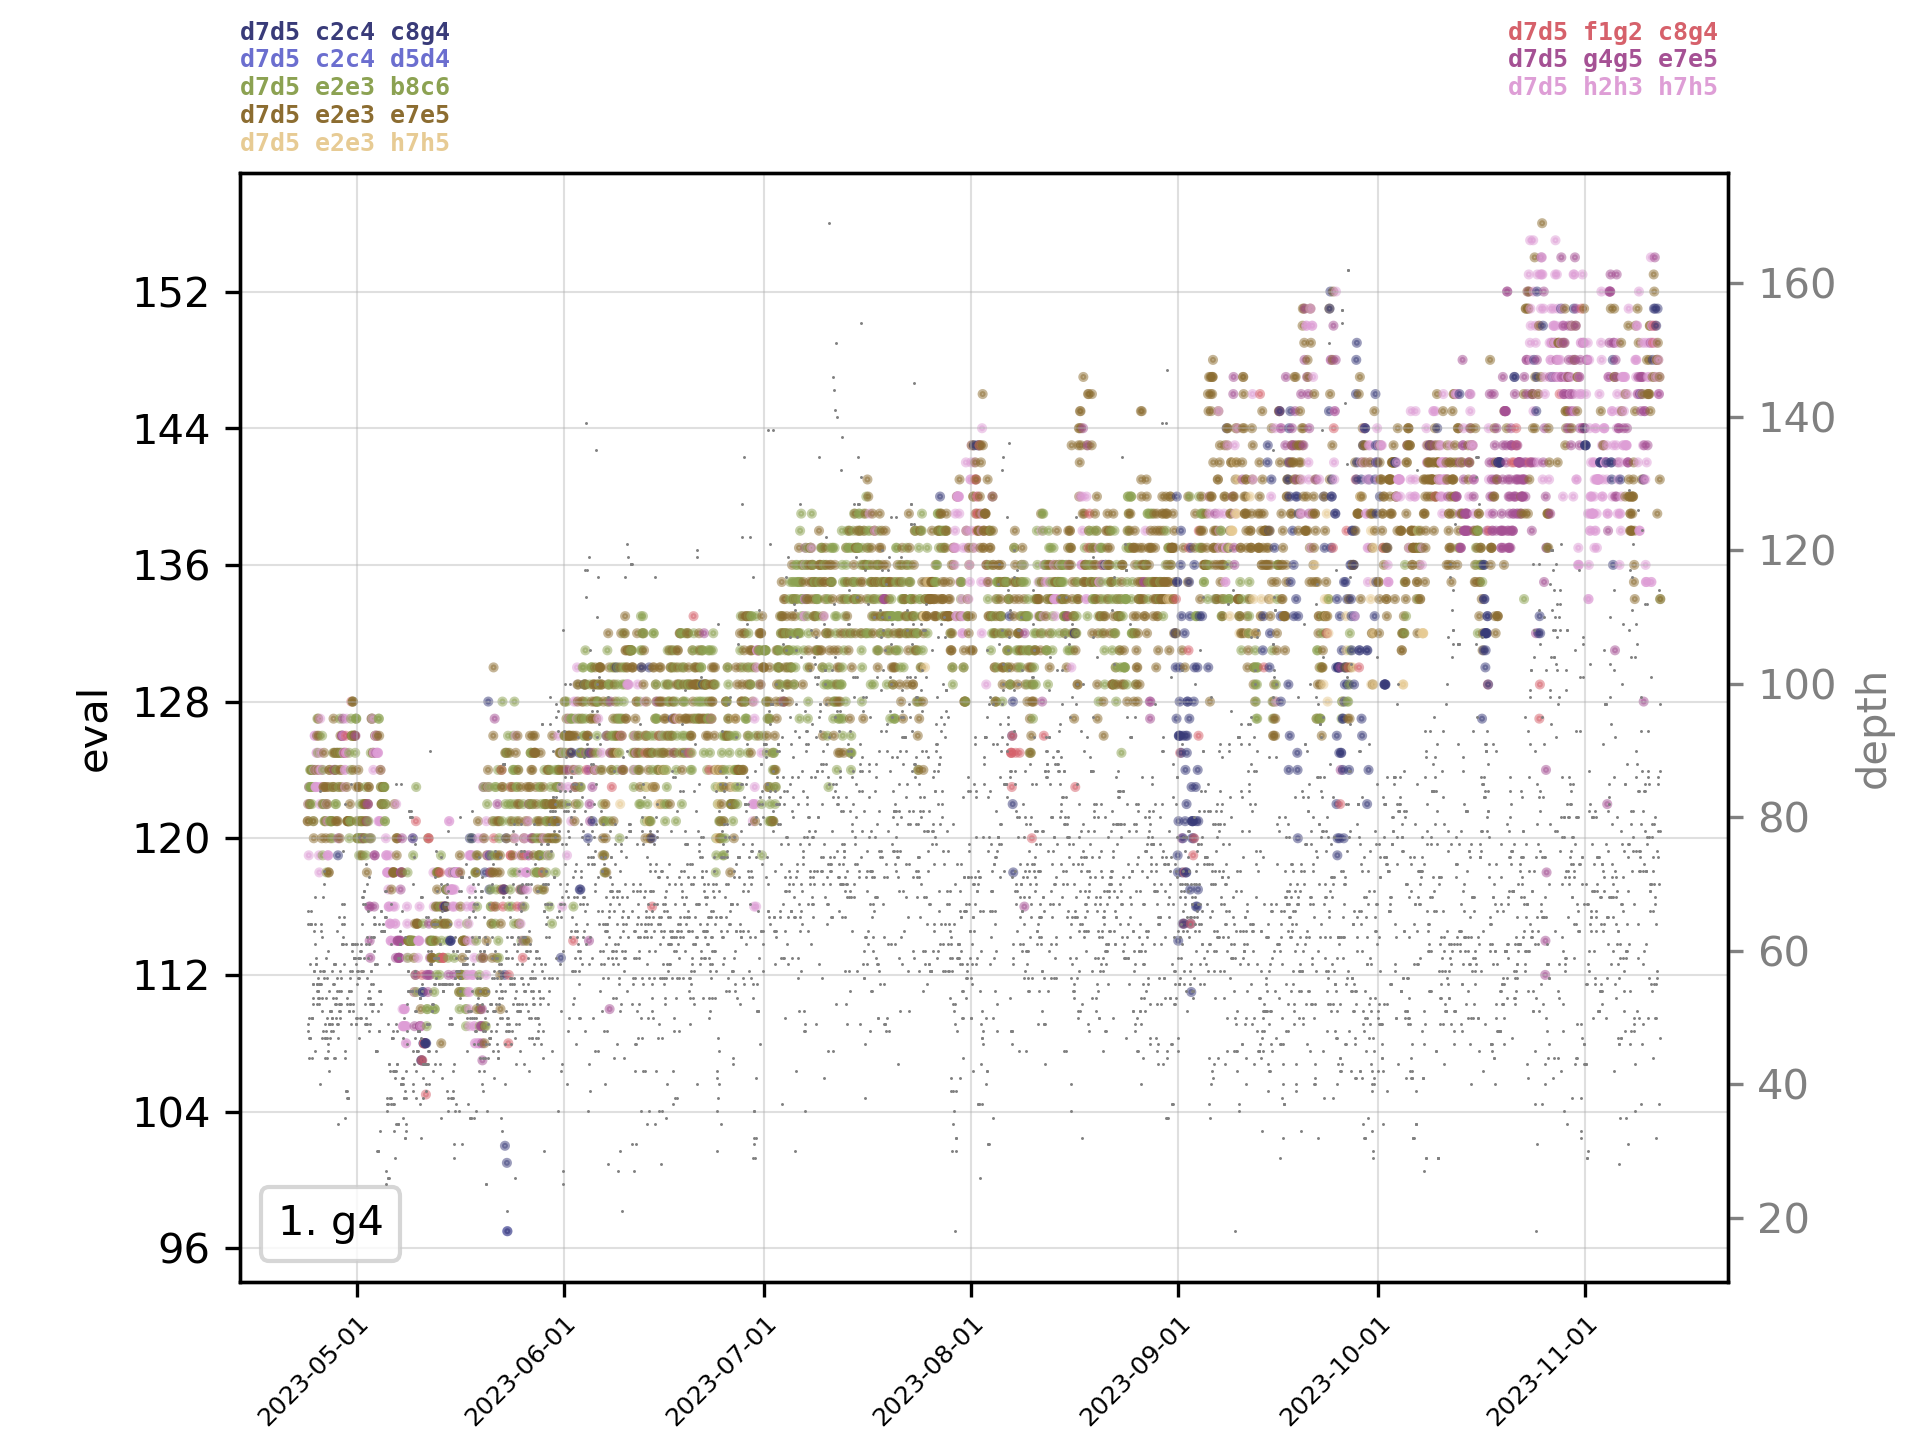 d7d5 c2c4 c8g4
d7d5 c2c4 d5d4
d7d5 e2e3 b8c6
d7d5 e2e3 e7e5
d7d5 e2e3 h7h5
d7d5 f1g2 c8g4
d7d5 g4g5 e7e5
d7d5 h2h3 h7h5
152
144
136
128
120
112
104
96
eval
160
140
120
100
80
60
40
20
depth
1. g4
2023-05-01
2023-06-01
2023-07-01
2023-08-01
2023-09-01
2023-10-01
2023-11-01